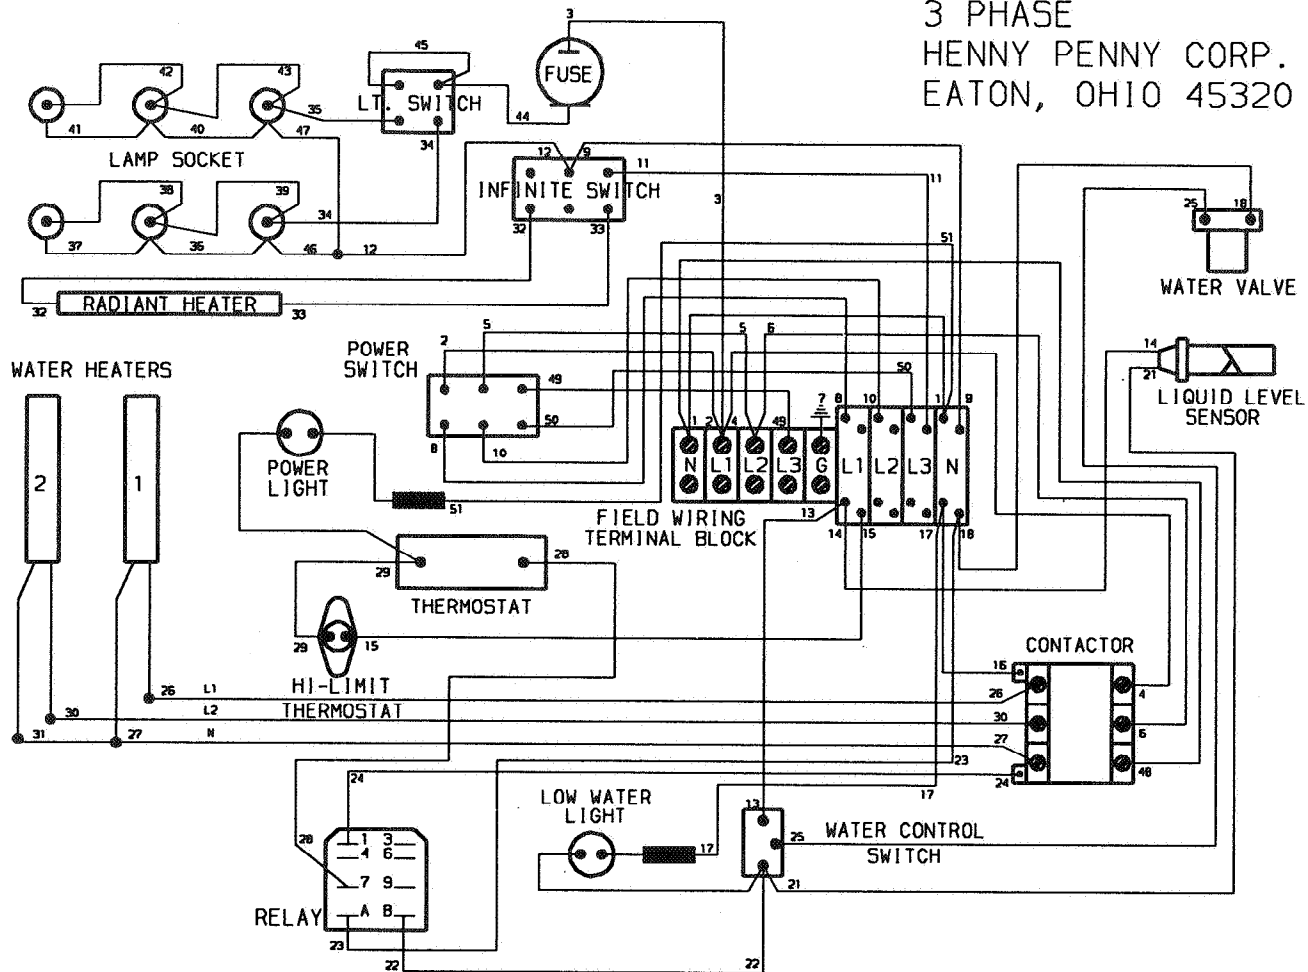 3 PHASE
HENNY PENNY CORP.
EATON, OHIO 45320
3
45
42 43
FUSE
LT. SWITCH
35
44
41 40 47
34
LAMP SOCKET
12 9 11
INFINITE SWITCH
11
38 39
34
3
25 18
32 33
37 36 46 12
51
WATER VALVE
32 RADIANT HEATER 33
5 5 6
2
POWER
SWITCH
14
21
WATER HEATERS
49 50
LIQUID LEVEL
SENSOR
50
1 2 4 49 7 8 10 1 9
8 10
N L1 L2 L3 G L1 L2 L3 N
POWER
LIGHT
2 1
51
FIELD WIRING
TERMINAL BLOCK
13
14 15 17 18
29 28
THERMOSTAT
29 15
CONTACTOR
16
HI-LIMIT
THERMOSTAT
26 L1 26 4
30 L2 30 6
31 27 N 27 48
23
24 24
17
LOW WATER
LIGHT
13
25
WATER CONTROL
SWITCH
17
21
28
1 3
4 6
7 9
A B
RELAY
23
22 22